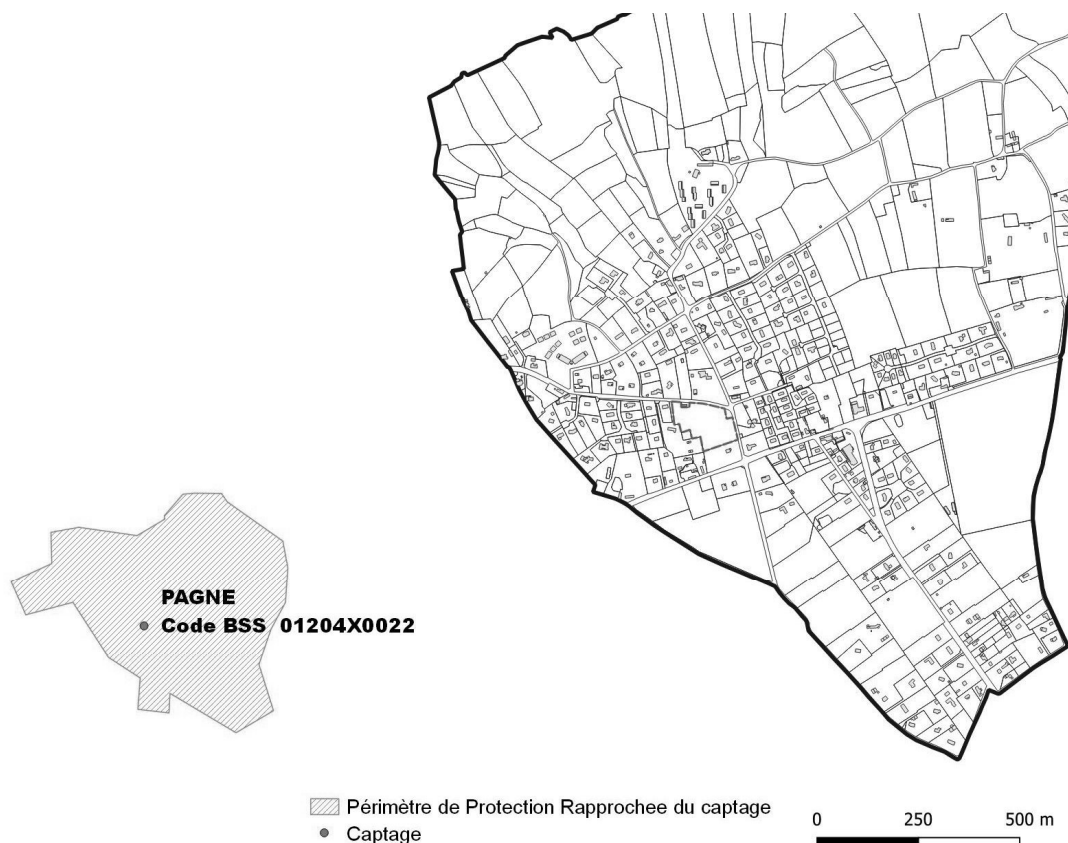 PAGNE
Code BSS 01204X0022
Périmètre de Protection Rapprochee du captage
Captage
0 250 500 m